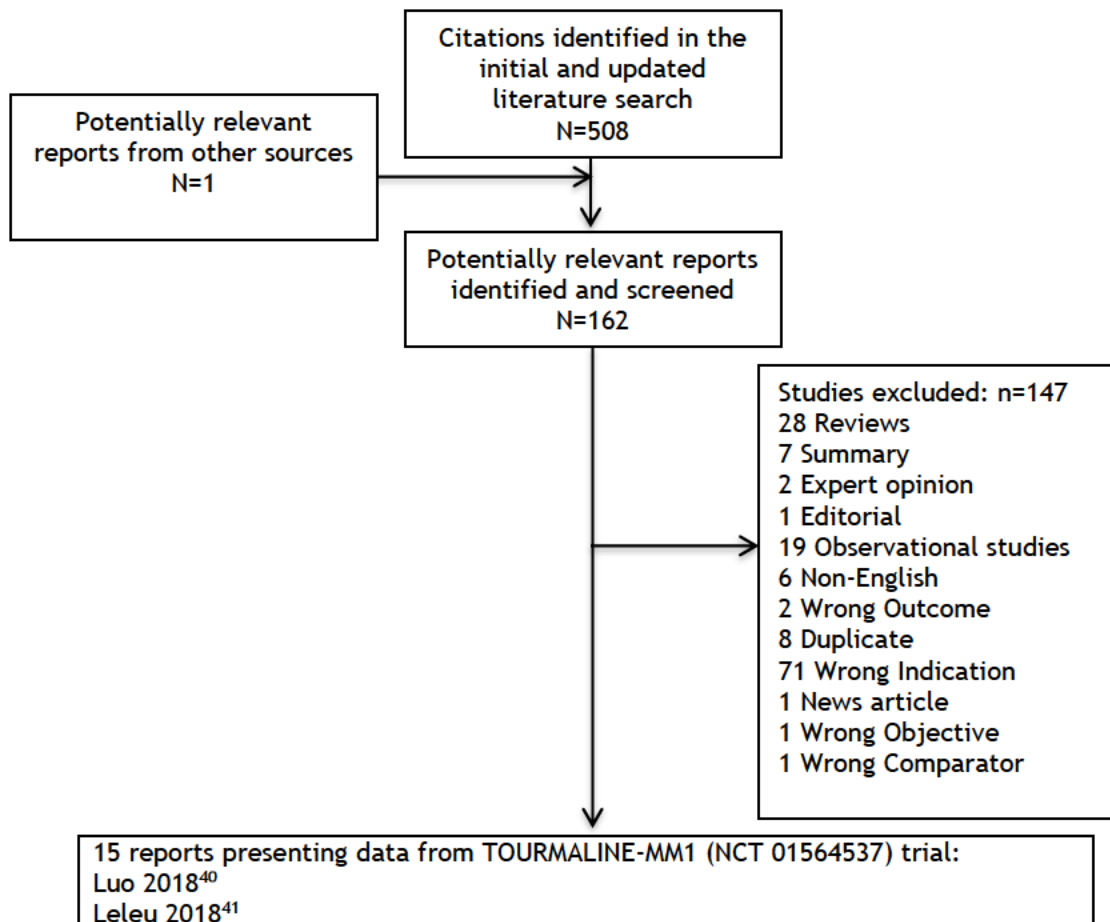 Citations identified in the
initial and updated
literature search
N=508
Potentially relevant
reports from other sources
N=1
Potentially relevant reports
identified and screened
N=162
Studies excluded: n=147
28 Reviews
7 Summary
2 Expert opinion
1 Editorial
19 Observational studies
6 Non-English
2 Wrong Outcome
8 Duplicate
71 Wrong Indication
1 News article
1 Wrong Objective
1 Wrong Comparator
15 reports presenting data from TOURMALINE-MM1 (NCT 01564537) trial:
Luo 2018⁴⁰
Leleu 2018⁴¹